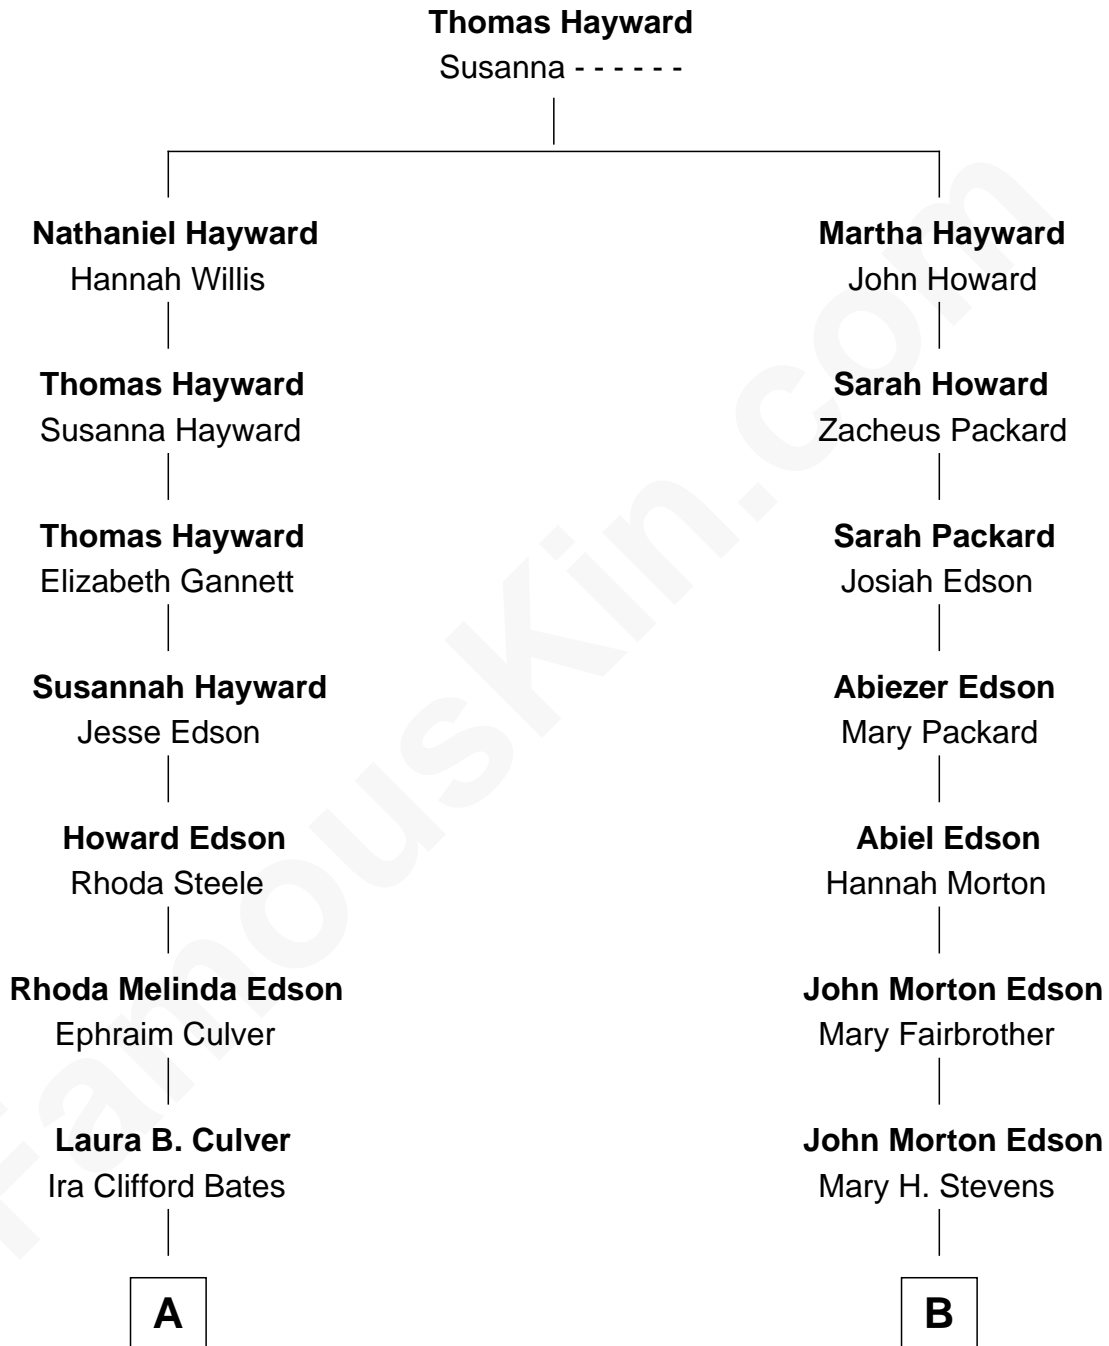 Thomas Hayward
Susanna - - - - - -
Nathaniel Hayward
Hannah Willis
Thomas Hayward
Susanna Hayward
Thomas Hayward
Elizabeth Gannett
Susannah Hayward
Jesse Edson
Howard Edson
Rhoda Steele
Rhoda Melinda Edson
Ephraim Culver
Laura B. Culver
Ira Clifford Bates
A
Martha Hayward
John Howard
Sarah Howard
Zacheus Packard
Sarah Packard
Josiah Edson
Abiezer Edson
Mary Packard
Abiel Edson
Hannah Morton
John Morton Edson
Mary Fairbrother
John Morton Edson
Mary H. Stevens
B
FamousKin.com